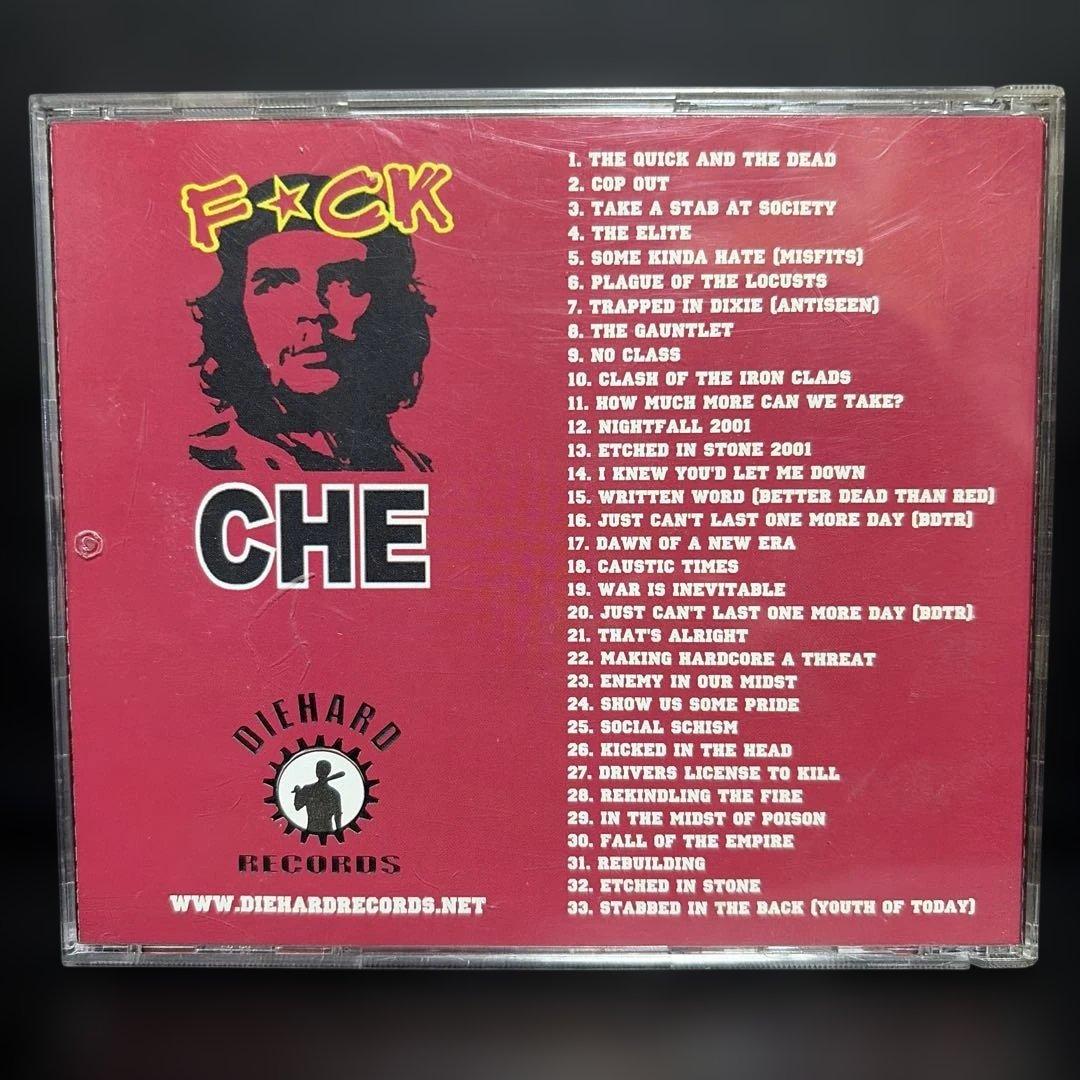 F★CK
CHE
DIEHARD
RECORDS
WWW.DIEHARDRECORDS.NET
1. THE QUICK AND THE DEAD
2. COP OUT
3. TAKE A STAB AT SOCIETY
4. THE ELITE
5. SOME KINDA HATE (MISFITS)
6. PLAGUE OF THE LOCUSTS
7. TRAPPED IN DIXIE (ANTISEEN)
8. THE GAUNTLET
9. NO CLASS
10. CLASH OF THE IRON CLADS
11. HOW MUCH MORE CAN WE TAKE?
12. NIGHTFALL 2001
13. ETCHED IN STONE 2001
14. I KNEW YOU'D LET ME DOWN
15. WRITTEN WORD (BETTER DEAD THAN RED)
16. JUST CAN'T LAST ONE MORE DAY (BDTR)
17. DAWN OF A NEW ERA
18. CAUSTIC TIMES
19. WAR IS INEVITABLE
20. JUST CAN'T LAST ONE MORE DAY (BDTR)
21. THAT'S ALRIGHT
22. MAKING HARDCORE A THREAT
23. ENEMY IN OUR MIDST
24. SHOW US SOME PRIDE
25. SOCIAL SCHISM
26. KICKED IN THE HEAD
27. DRIVERS LICENSE TO KILL
28. REKINDLING THE FIRE
29. IN THE MIDST OF POISON
30. FALL OF THE EMPIRE
31. REBUILDING
32. ETCHED IN STONE
33. STABBED IN THE BACK (YOUTH OF TODAY)